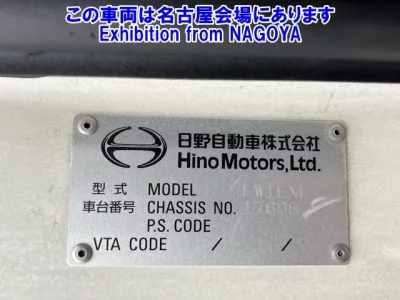 この車両は名古屋会場にあります
Exhibition from NAGOYA
日野自動車株式会社
Hino Motors, Ltd.
型式 MODEL
車台番号 CHASSIS NO.
P.S. CODE
VTA CODE / /